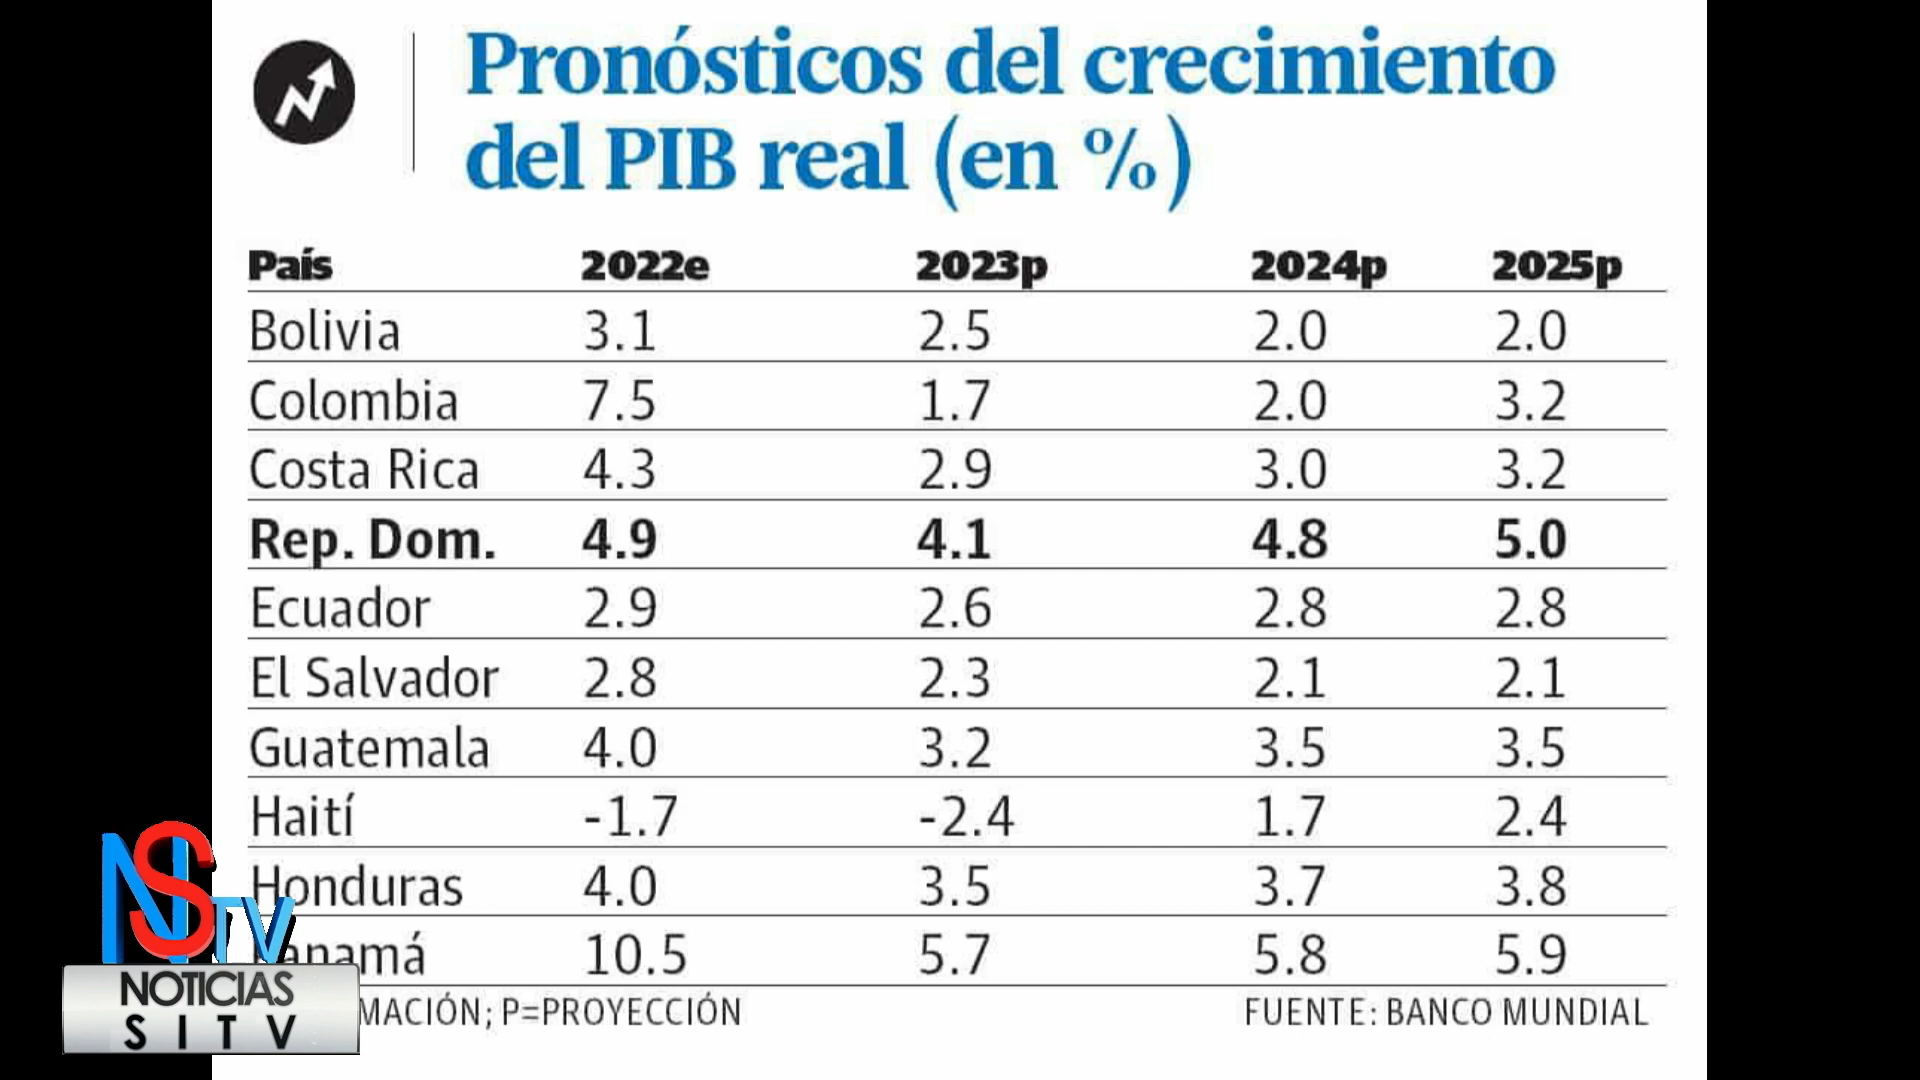 Pronósticos del crecimiento
del PIB real (en %)
País 2022e 2023p 2024p 2025p
Bolivia 3.1 2.5 2.0 2.0
Colombia 7.5 1.7 2.0 3.2
Costa Rica 4.3 2.9 3.0 3.2
Rep. Dom. 4.9 4.1 4.8 5.0
Ecuador 2.9 2.6 2.8 2.8
El Salvador 2.8 2.3 2.1 2.1
Guatemala 4.0 3.2 3.5 3.5
Haití -1.7 -2.4 1.7 2.4
Honduras 4.0 3.5 3.7 3.8
Panamá 10.5 5.7 5.8 5.9
P=PROYECCIÓN FUENTE: BANCO MUNDIAL
NSTV
NOTICIAS
SITV